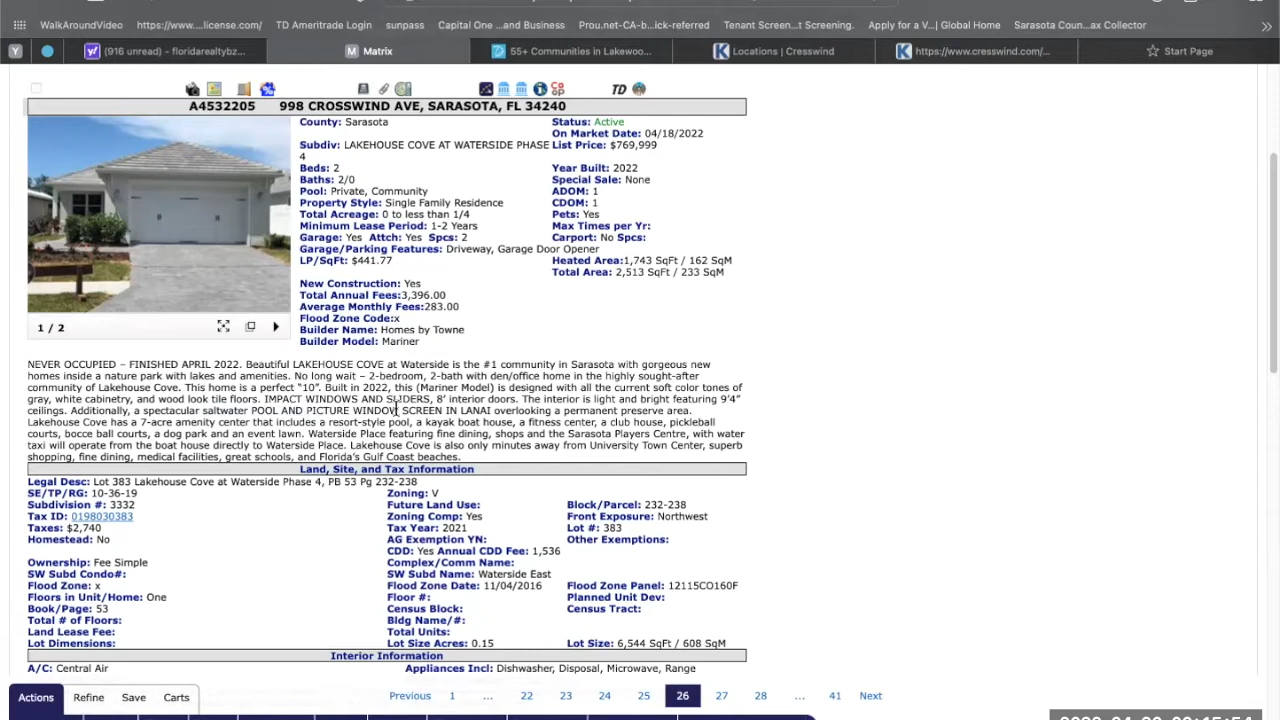 WalkAroundVideo https://www....license.com/ TD Ameritrade Login sunpass Capital One ...and Business Prou.net-CA-b...ick-referred Tenant Screen...t Screening. Apply for a V...| Global Home Sarasota Coun...ax Collector
Y (916 unread) - floridarealtybz... Matrix 55+ Communities in Lakewoo... Locations | Cresswind https://www.cresswind.com/... Start Page
TD
A4532205 998 CROSSWIND AVE, SARASOTA, FL 34240
County: Sarasota Status: Active
On Market Date: 04/18/2022
Subdiv: LAKEHOUSE COVE AT WATERSIDE PHASE List Price: $769,999
4
Beds: 2 Year Built: 2022
Baths: 2/0 Special Sale: None
Pool: Private, Community ADOM: 1
Property Style: Single Family Residence CDOM: 1
Total Acreage: 0 to less than 1/4 Pets: Yes
Minimum Lease Period: 1-2 Years Max Times per Yr:
Garage: Yes Attch: Yes Spcs: 2 Carport: No Spcs:
Garage/Parking Features: Driveway, Garage Door Opener
LP/SqFt: $441.77 Heated Area:1,743 SqFt / 162 SqM
Total Area: 2,513 SqFt / 233 SqM
New Construction: Yes
Total Annual Fees:3,396.00
Average Monthly Fees:283.00
Flood Zone Code:x
Builder Name: Homes by Towne
Builder Model: Mariner
1 / 2
NEVER OCCUPIED – FINISHED APRIL 2022. Beautiful LAKEHOUSE COVE at Waterside is the #1 community in Sarasota with gorgeous new
homes inside a nature park with lakes and amenities. No long wait – 2-bedroom, 2-bath with den/office home in the highly sought-after
community of Lakehouse Cove. This home is a perfect "10". Built in 2022, this (Mariner Model) is designed with all the current soft color tones of
gray, white cabinetry, and wood look tile floors. IMPACT WINDOWS AND SLIDERS, 8' interior doors. The interior is light and bright featuring 9'4"
ceilings. Additionally, a spectacular saltwater POOL AND PICTURE WINDOW SCREEN IN LANAI overlooking a permanent preserve area.
Lakehouse Cove has a 7-acre amenity center that includes a resort-style pool, a kayak boat house, a fitness center, a club house, pickleball
courts, bocce ball courts, a dog park and an event lawn. Waterside Place featuring fine dining, shops and the Sarasota Players Centre, with water
taxi will operate from the boat house directly to Waterside Place. Lakehouse Cove is also only minutes away from University Town Center, superb
shopping, fine dining, medical facilities, great schools, and Florida's Gulf Coast beaches.
Land, Site, and Tax Information
Legal Desc: Lot 383 Lakehouse Cove at Waterside Phase 4, PB 53 Pg 232-238
SE/TP/RG: 10-36-19 Zoning: V
Subdivision #: 3332 Future Land Use: Block/Parcel: 232-238
Tax ID: 0198030383 Zoning Comp: Yes Front Exposure: Northwest
Taxes: $2,740 Tax Year: 2021 Lot #: 383
Homestead: No AG Exemption YN: Other Exemptions:
CDD: Yes Annual CDD Fee: 1,536
Ownership: Fee Simple Complex/Comm Name:
SW Subd Condo#: SW Subd Name: Waterside East
Flood Zone: x Flood Zone Date: 11/04/2016 Flood Zone Panel: 12115CO160F
Floors in Unit/Home: One Floor #: Planned Unit Dev:
Book/Page: 53 Census Block: Census Tract:
Total # of Floors: Bldg Name/#:
Land Lease Fee: Total Units:
Lot Dimensions: Lot Size Acres: 0.15 Lot Size: 6,544 SqFt / 608 SqM
Interior Information
A/C: Central Air Appliances Incl: Dishwasher, Disposal, Microwave, Range
Actions Refine Save Carts Previous 1 ... 22 23 24 25 26 27 28 ... 41 Next